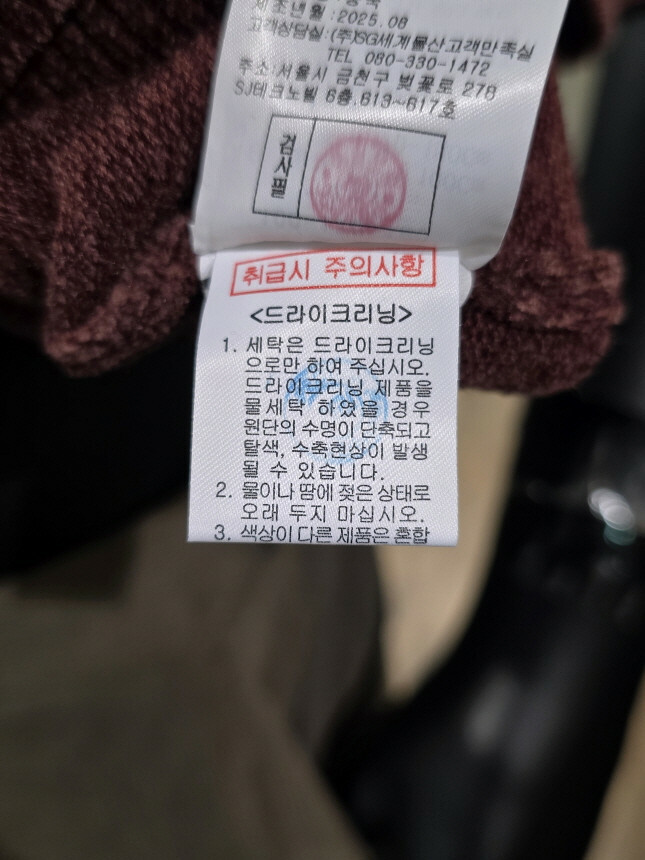 제조년월 : 2025.08
고객상담실 : (주)SG세계물산고객만족실
TEL 080-330-1472
주소:서울시 금천구 벚꽃로 278
SJ테크노빌 6층.613~617호
검사필
취급시 주의사항
<드라이크리닝>
1. 세탁은 드라이크리닝
으로만 하여 주십시오.
드라이크리닝 제품을
물세탁 하였을 경우
원단의 수명이 단축되고
탈색, 수축현상이 발생
될 수 있습니다.
2. 물이나 땀에 젖은 상태로
오래 두지 마십시오.
3. 색상이 다른 제품은 혼합